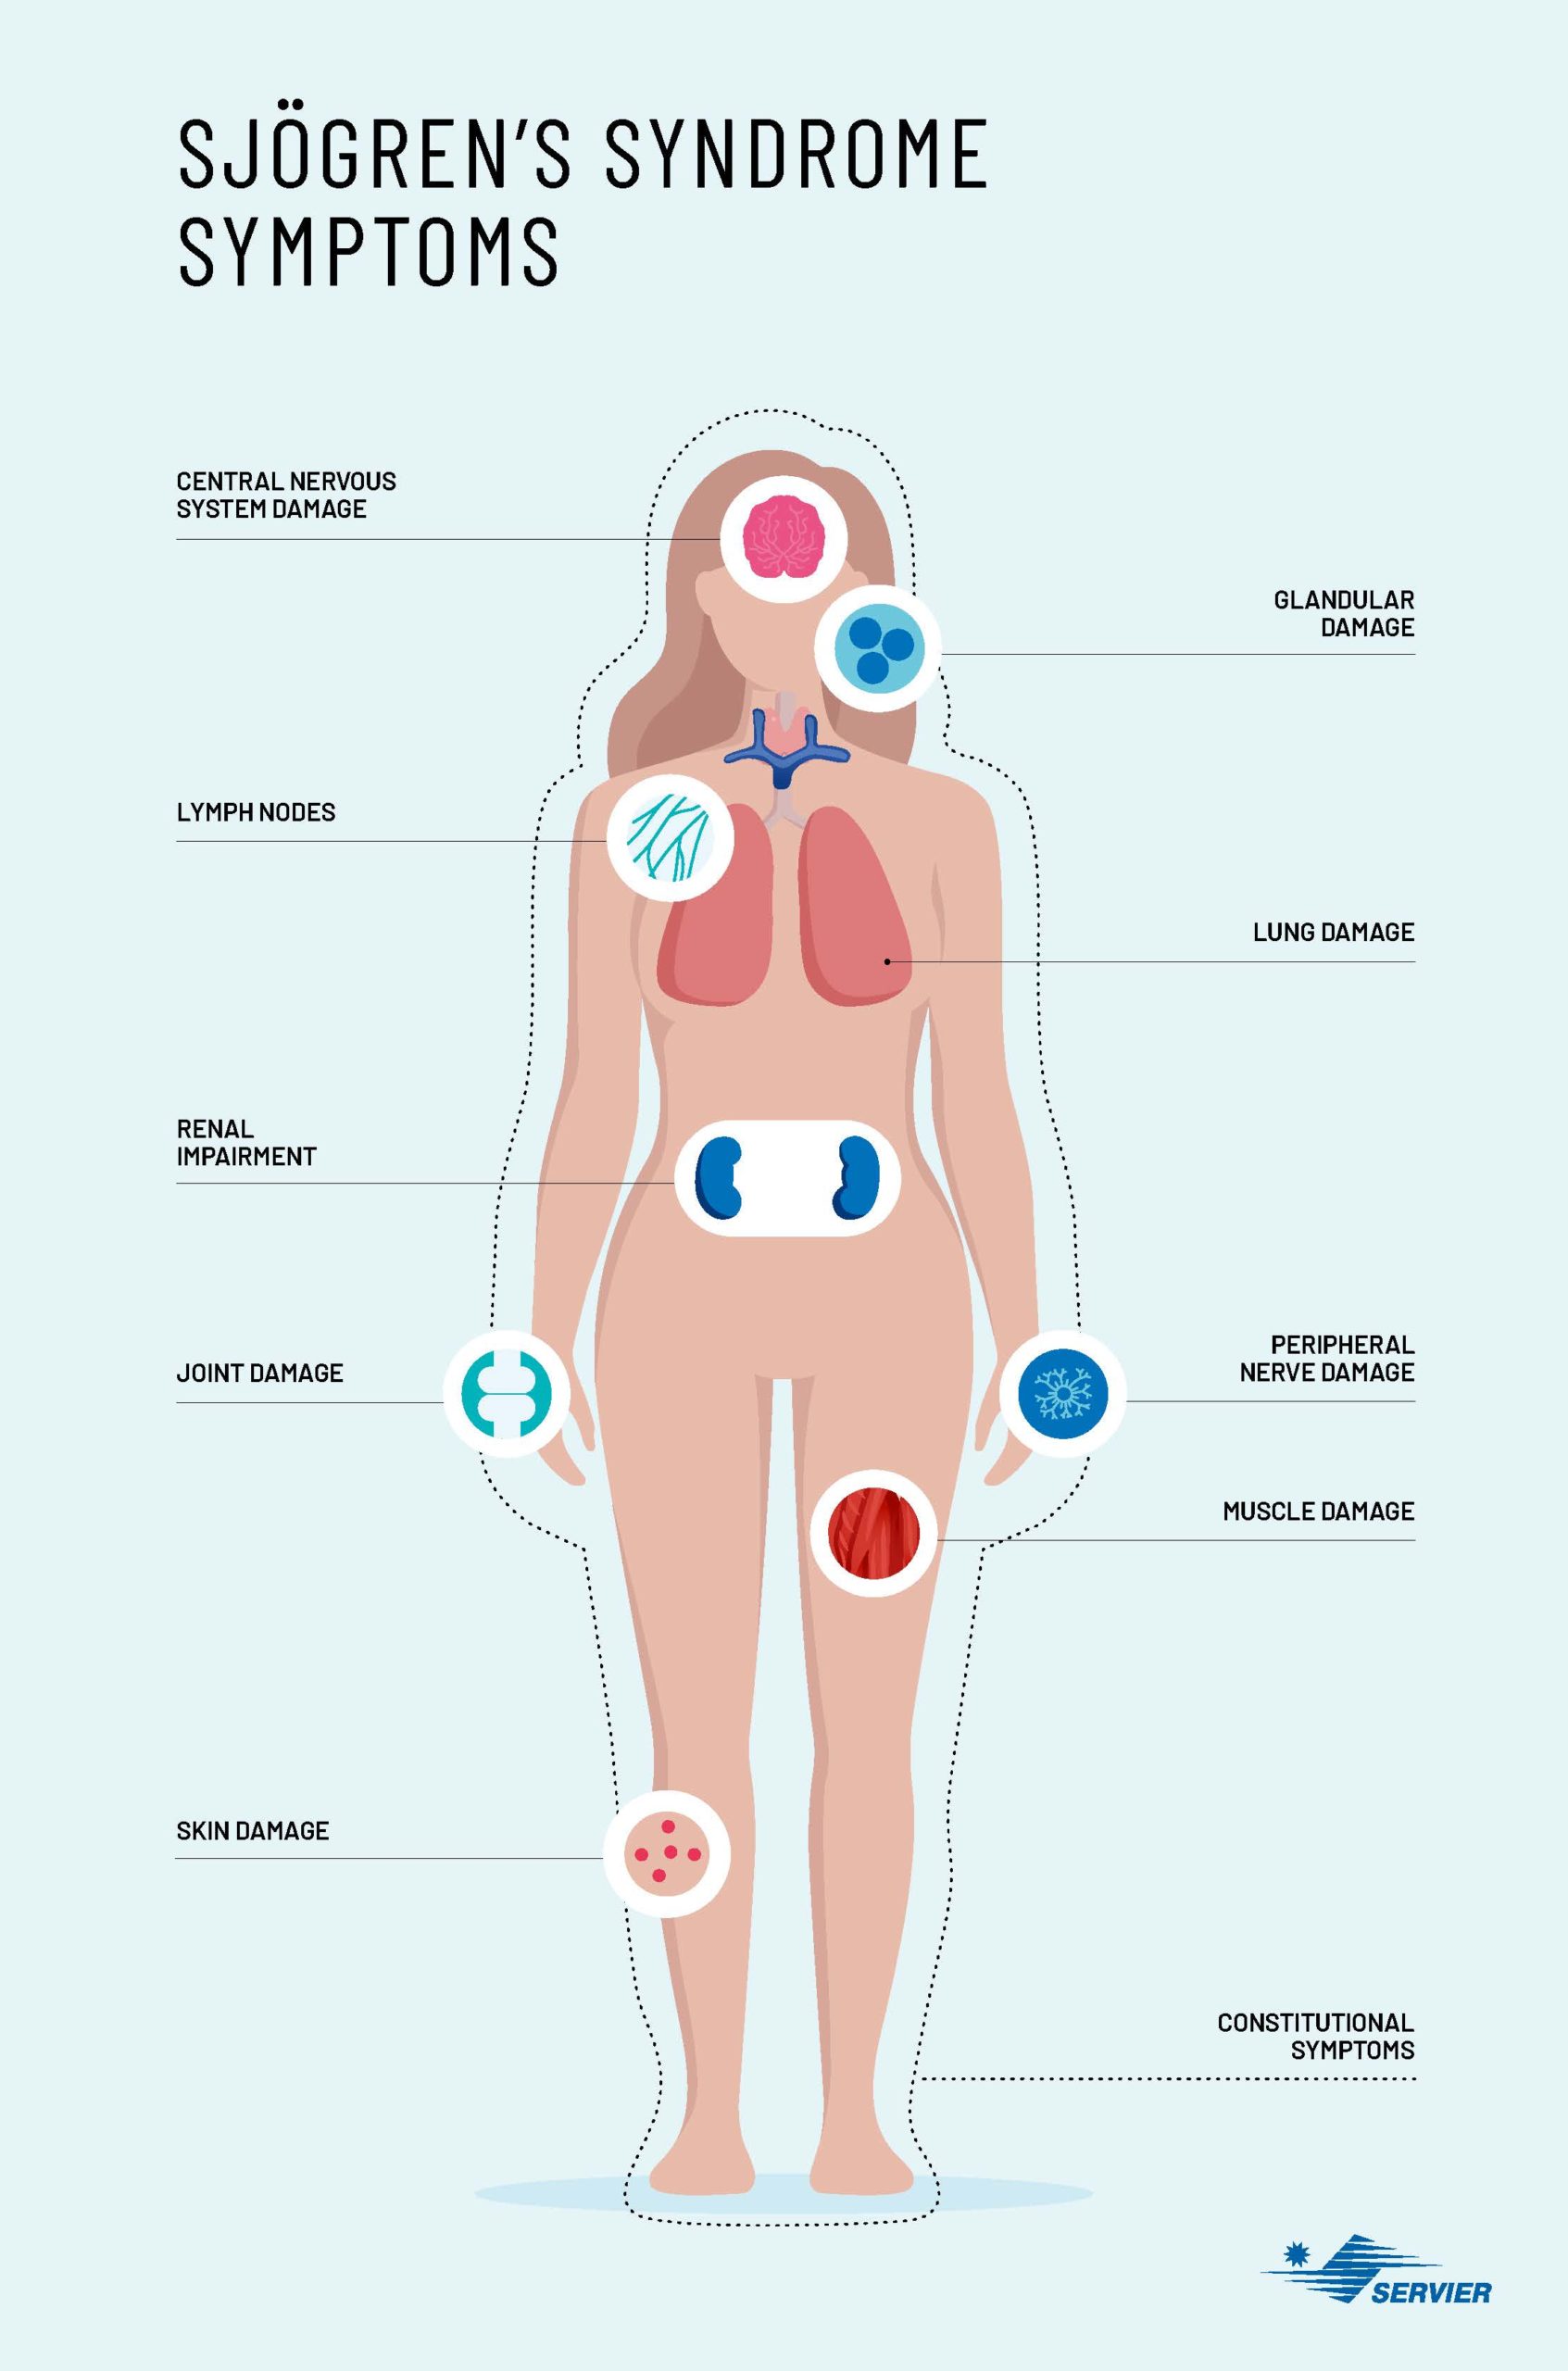 SJÖGREN'S SYNDROME
SYMPTOMS
CENTRAL NERVOUS
SYSTEM DAMAGE
GLANDULAR
DAMAGE
LYMPH NODES
LUNG DAMAGE
RENAL
IMPAIRMENT
JOINT DAMAGE
PERIPHERAL
NERVE DAMAGE
MUSCLE DAMAGE
SKIN DAMAGE
CONSTITUTIONAL
SYMPTOMS
SERVIER